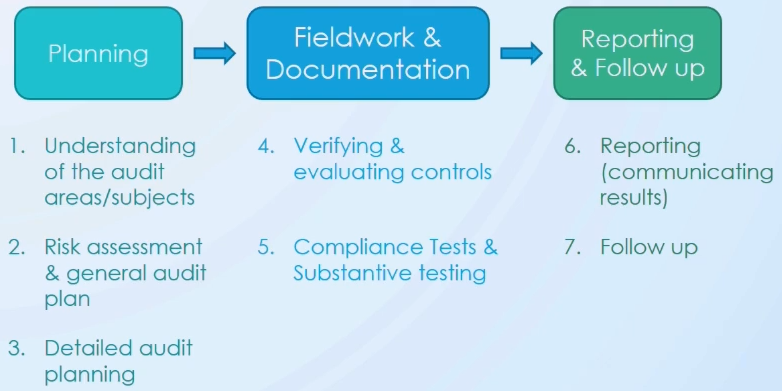 Planning
Fieldwork &
Documentation
Reporting
& Follow up
1. Understanding
of the audit
areas/subjects
2. Risk assessment
& general audit
plan
3. Detailed audit
planning
4. Verifying &
evaluating controls
5. Compliance Tests &
Substantive testing
6. Reporting
(communicating
results)
7. Follow up